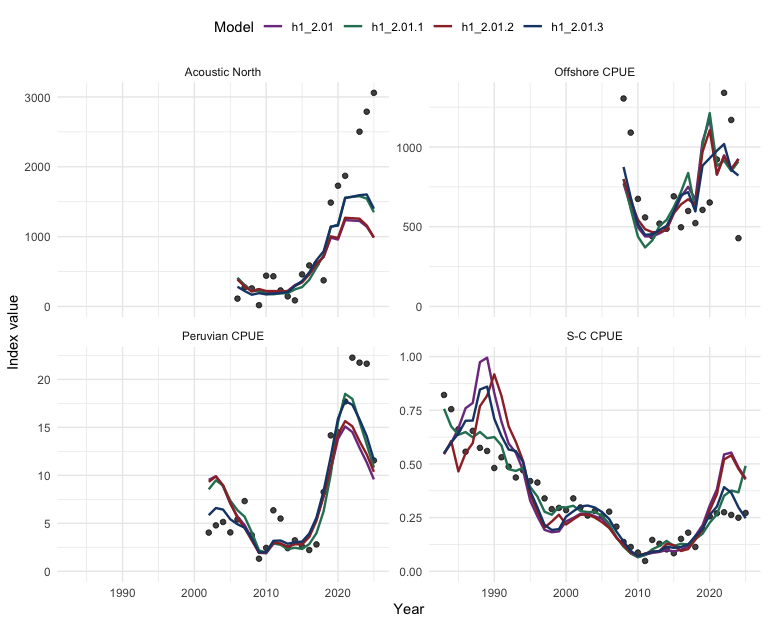 Model h1_2.01 h1_2.01.1 h1_2.01.2 h1_2.01.3
Acoustic North
Offshore CPUE
3000
2000
1000
0
1000
500
0
Index value
Peruvian CPUE
S-C CPUE
20
15
10
5
0
1.00
0.75
0.50
0.25
0.00
1990 2000 2010 2020
1990 2000 2010 2020
Year